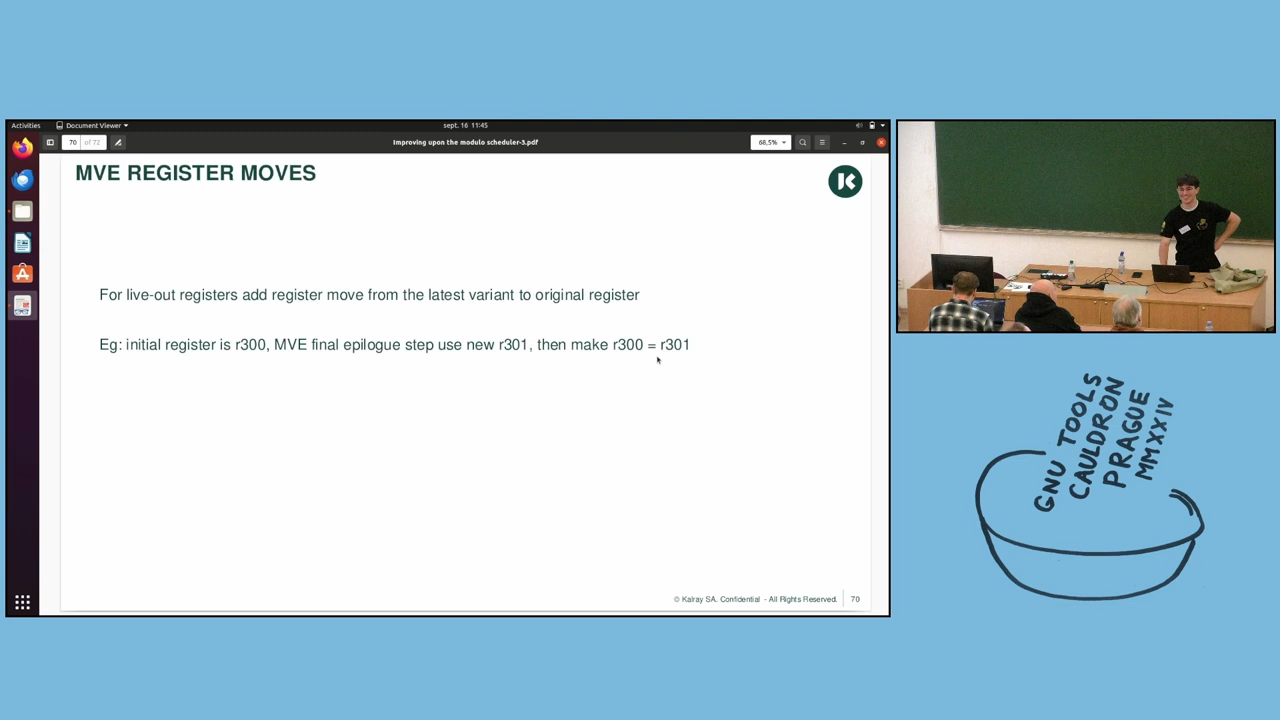 Activities
Document Viewer
sept. 16 11:45
70
of 72
Improving upon the modulo scheduler-3.pdf
68,5%
MVE REGISTER MOVES
For live-out registers add register move from the latest variant to original register
Eg: initial register is r300, MVE final epilogue step use new r301, then make r300 = r301
© Kalray SA. Confidential - All Rights Reserved.
70
GNU TOOLS
CAULDRON
PRAGUE
MMXXIV